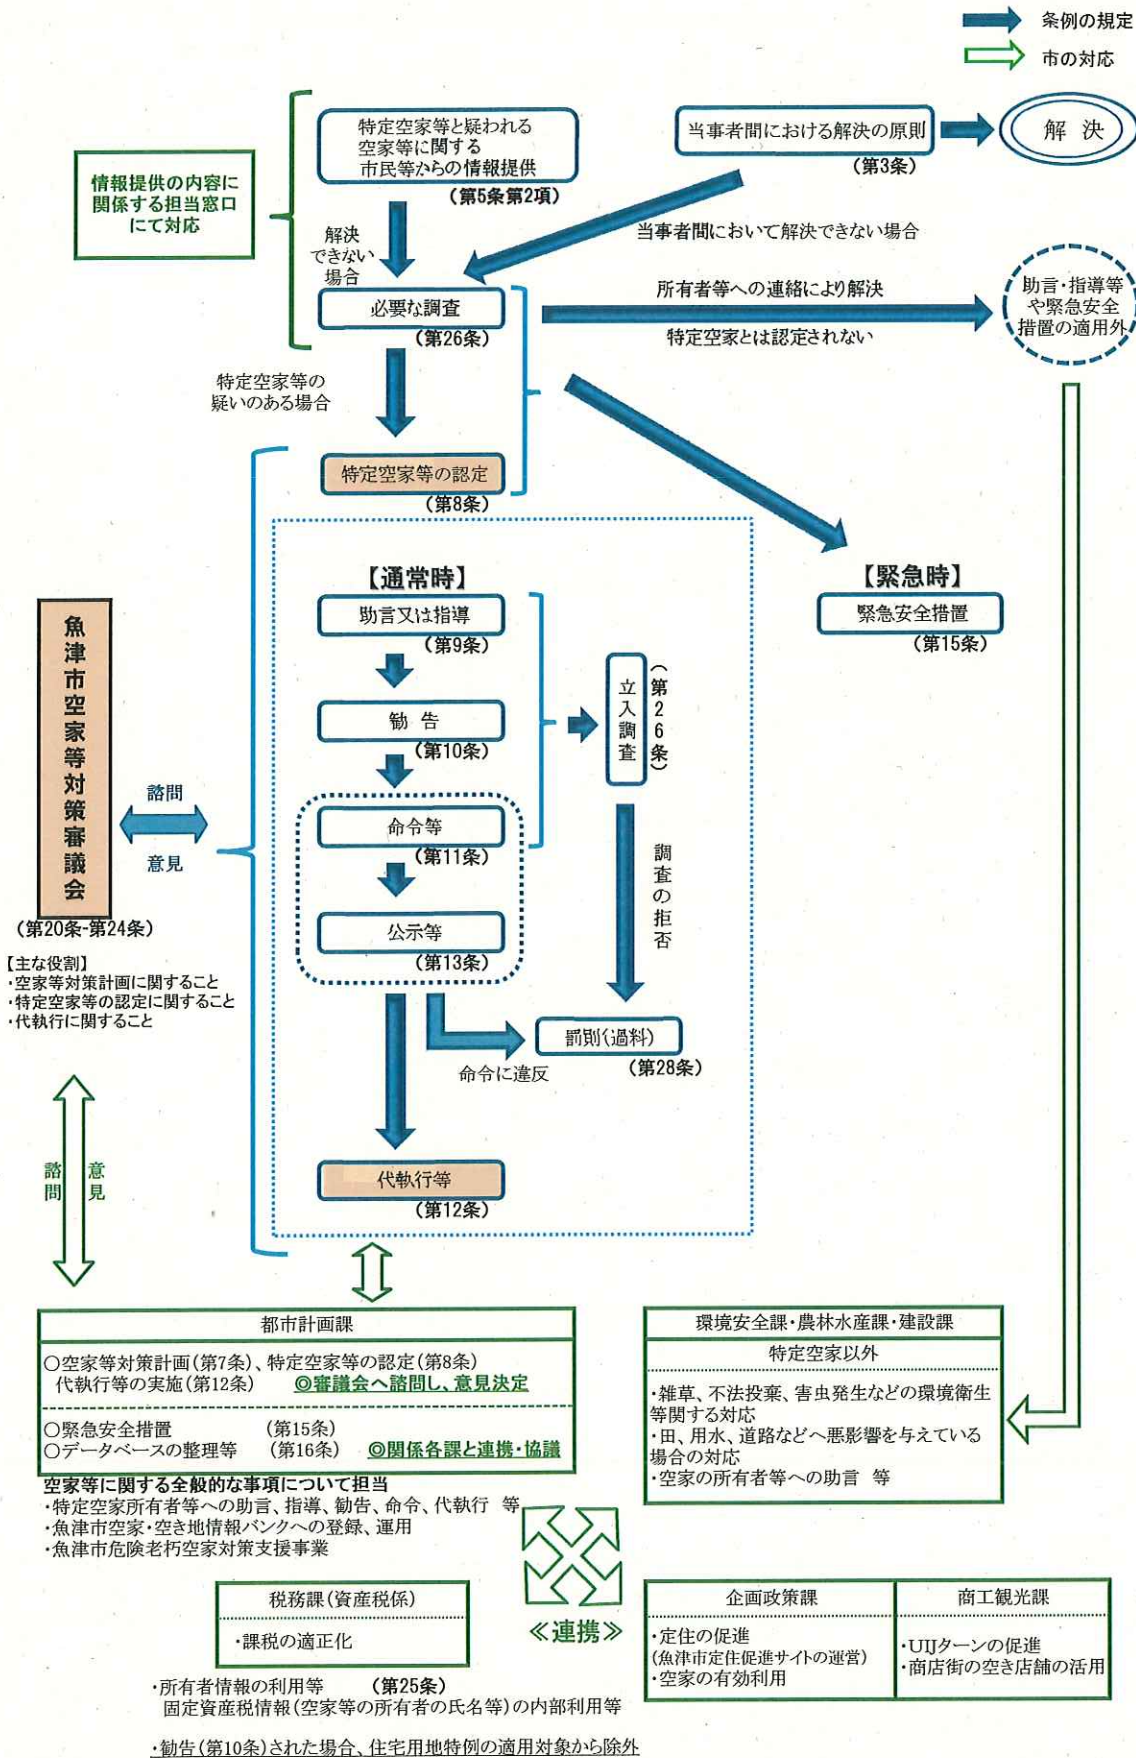 条例の規定
市の対応
特定空家等と疑われる
空家等に関する
市民等からの情報提供
(第5条第2項)
当事者間における解決の原則
(第3条)
解 決
情報提供の内容に
関係する担当窓口
にて対応
解決
できない
場合
当事者間において解決できない場合
必要な調査
(第26条)
所有者等への連絡により解決
特定空家とは認定されない
助言・指導等
や緊急安全
措置の適用外
特定空家等の
疑いのある場合
特定空家等の認定
(第8条)
【通常時】
助言又は指導
(第9条)
勧 告
(第10条)
命令等
(第11条)
公示等
(第13条)
立入調査
(第26条)
調査の拒否
罰則(過料)
(第28条)
命令に違反
代執行等
(第12条)
【緊急時】
緊急安全措置
(第15条)
魚津市空家等対策審議会
(第20条-第24条)
諮問
意見
【主な役割】
・空家等対策計画に関すること
・特定空家等の認定に関すること
・代執行に関すること
諮問
意見
都市計画課
○空家等対策計画(第7条)、特定空家等の認定(第8条)
代執行等の実施(第12条) ◎審議会へ諮問し、意見決定
○緊急安全措置 (第15条)
○データベースの整理等 (第16条) ◎関係各課と連携・協議
空家等に関する全般的な事項について担当
・特定空家所有者等への助言、指導、勧告、命令、代執行 等
・魚津市空家・空き地情報バンクへの登録、運用
・魚津市危険老朽空家対策支援事業
環境安全課・農林水産課・建設課
特定空家以外
・雑草、不法投棄、害虫発生などの環境衛生
等関する対応
・田、用水、道路などへ悪影響を与えている
場合の対応
・空家の所有者等への助言 等
≪連携≫
税務課(資産税係)
・課税の適正化
・所有者情報の利用等 (第25条)
固定資産税情報(空家等の所有者の氏名等)の内部利用等
・勧告(第10条)された場合、住宅用地特例の適用対象から除外
企画政策課
・定住の促進
(魚津市定住促進サイトの運営)
・空家の有効利用
商工観光課
・UIJターンの促進
・商店街の空き店舗の活用